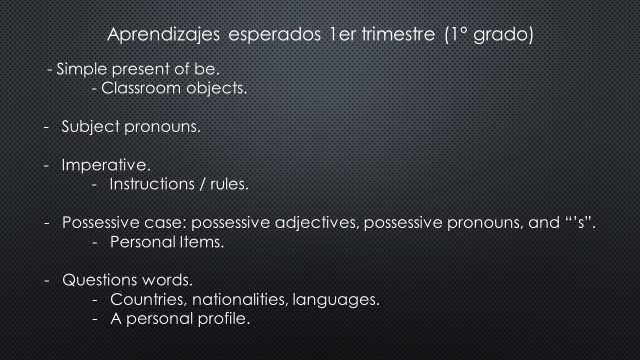 Aprendizajes esperados 1er trimestre (1° grado)
- Simple present of be.
- Classroom objects.
- Subject pronouns.
- Imperative.
- Instructions / rules.
- Possessive case: possessive adjectives, possessive pronouns, and “’s”.
- Personal Items.
- Questions words.
- Countries, nationalities, languages.
- A personal profile.